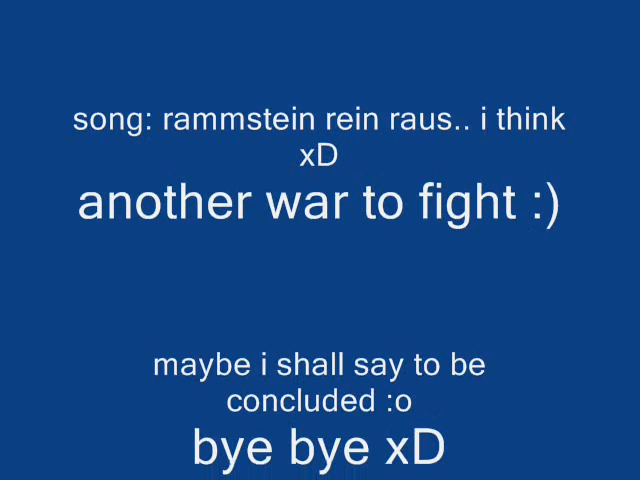 song: rammstein rein raus.. i think
xD
another war to fight :)
maybe i shall say to be
concluded :o
bye bye xD